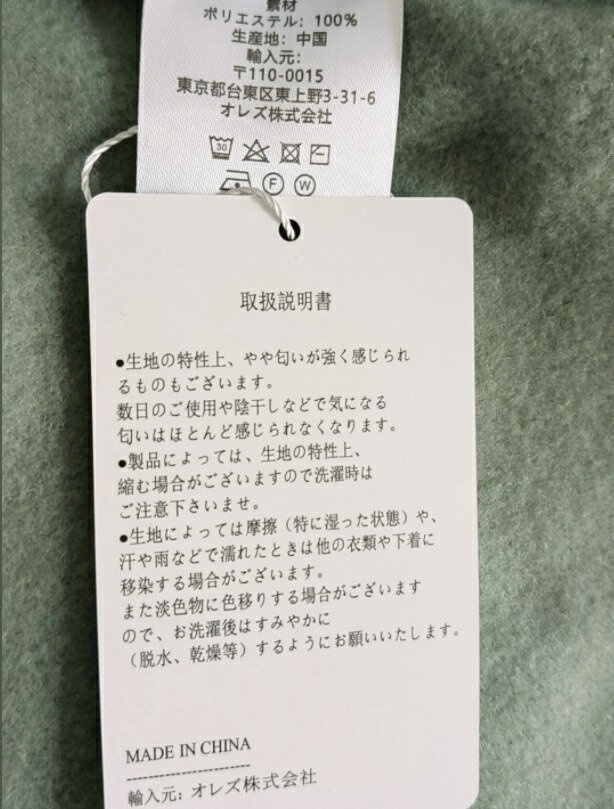 素材
ポリエステル: 100%
生産地: 中国
輸入元:
〒110-0015
東京都台東区東上野3-31-6
オレズ株式会社
30
F W
取扱説明書
●生地の特性上、やや匂いが強く感じられ
るものもございます。
数日のご使用や陰干しなどで気になる
匂いはほとんど感じられなくなります。
●製品によっては、生地の特性上、
縮む場合がございますので洗濯時は
ご注意下さいませ。
●生地によっては摩擦（特に湿った状態）や、
汗や雨などで濡れたときは他の衣類や下着に
移染する場合がございます。
また淡色物に色移りする場合がございます
ので、お洗濯後はすみやかに
（脱水、乾燥等）するようにお願いいたします。
MADE IN CHINA
輸入元: オレズ株式会社